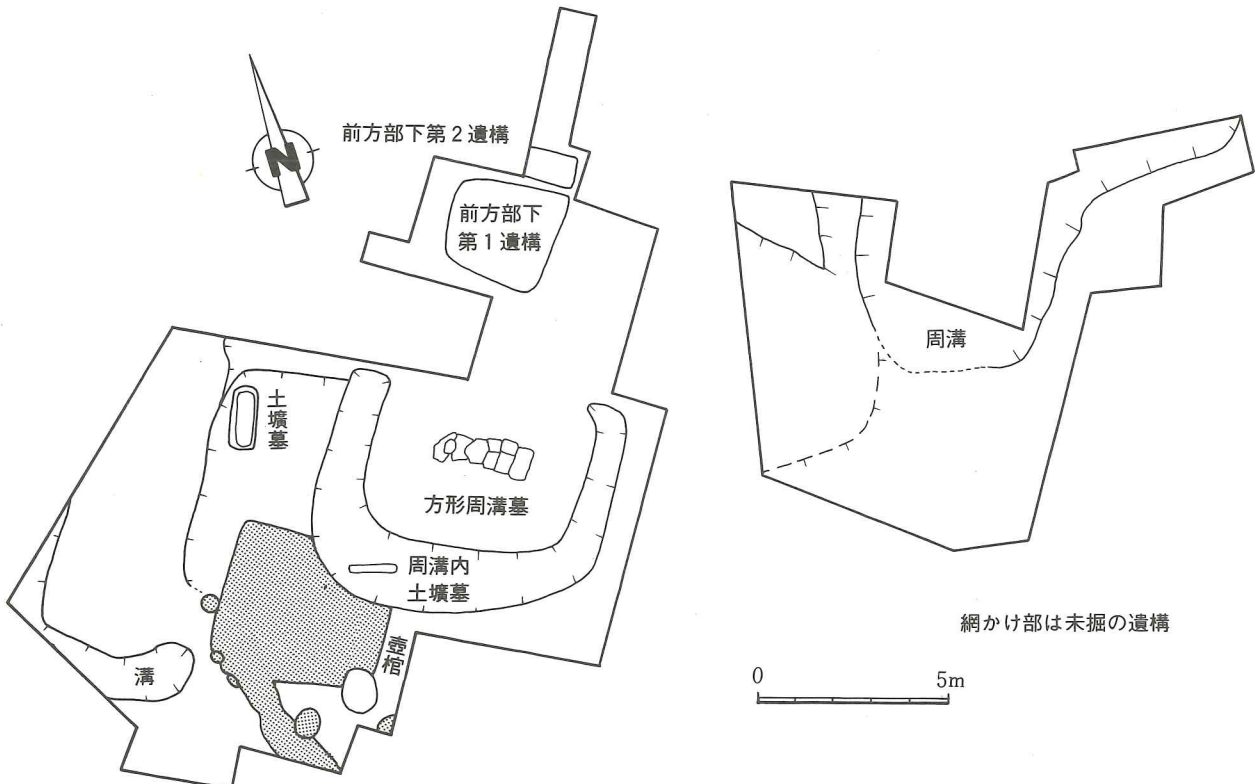 前方部下第2遺構
N
前方部下
第1遺構
周溝
土壙墓
方形周溝墓
周溝内
土壙墓
壺棺
溝
網かけ部は未掘の遺構
0 5m